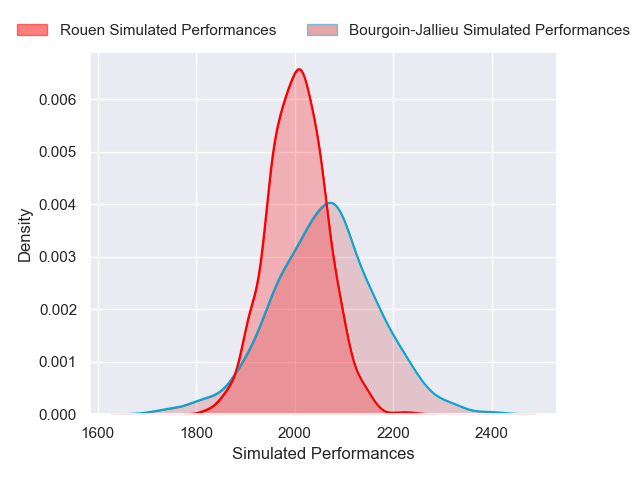 Rouen Simulated Performances
Bourgoin-Jallieu Simulated Performances
0.006
0.005
0.004
0.003
0.002
0.001
0.000
Density
1600 1800 2000 2200 2400
Simulated Performances